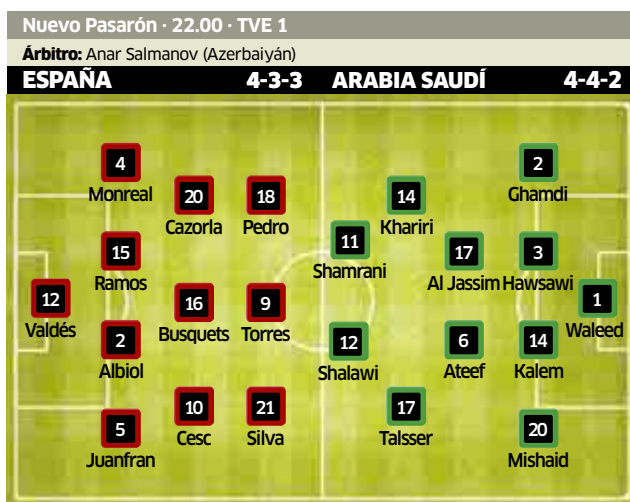 Nuevo Pasarón · 22.00 · TVE 1
Árbitro: Anar Salmanov (Azerbaiyán)
ESPAÑA 4-3-3 ARABIA SAUDÍ 4-4-2
4
Monreal
20
Cazorla
18
Pedro
14
Khariri
2
Ghamdi
15
Ramos
11
Shamrani
17
Al Jassim
3
Hawsawi
12
Valdés
16
Busquets
9
Torres
1
Waleed
2
Albiol
12
Shalawi
6
Ateef
14
Kalem
5
Juanfran
10
Cesc
21
Silva
17
Talsser
20
Mishaid